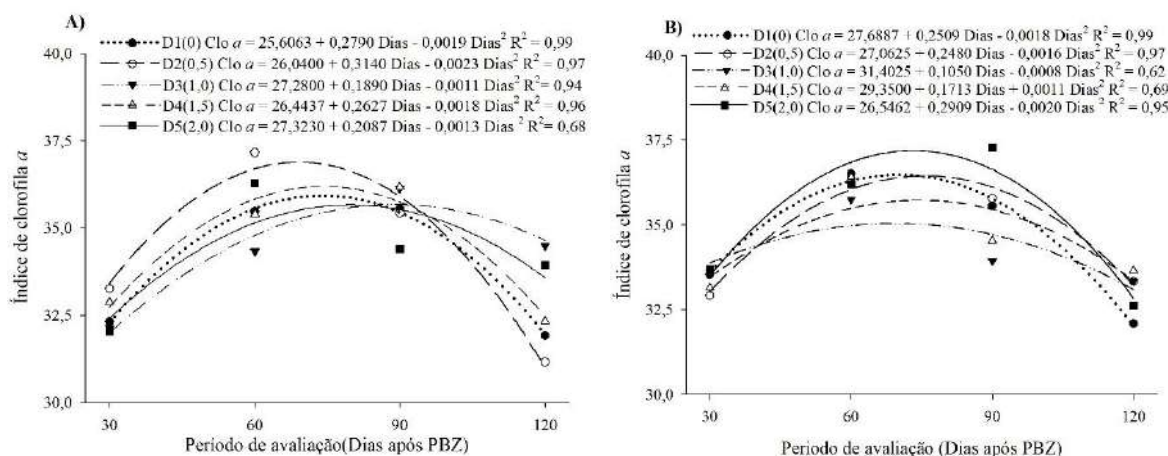 A)
D1(0) Clo a = 25,6063 + 0,2790 Dias - 0,0019 Dias² R² = 0,99
D2(0,5) Clo a = 26,0400 + 0,3140 Dias - 0,0023 Dias² R² = 0,97
D3(1,0) Clo a = 27,2800 + 0,1890 Dias - 0,0011 Dias² R² = 0,94
D4(1,5) Clo a = 26,4437 + 0,2627 Dias - 0,0018 Dias² R² = 0,96
D5(2,0) Clo a = 27,3230 + 0,2087 Dias - 0,0013 Dias ² R²= 0,68
40,0
37,5
35,0
32,5
30,0
Índice de clorofila a
30 60 90 120
Periodo de avaliação(Dias após PBZ)
B)
D1(0) Clo a = 27,6887 + 0,2509 Dias - 0,0018 Dias² R² = 0,99
D2(0,5) Clo a = 27,0625 + 0,2480 Dias - 0,0016 Dias² R² = 0,97
D3(1,0) Clo a = 31,4025 + 0,1050 Dias - 0,0008 Dias² R² = 0,62
D4(1,5) Clo a = 29,3500 + 0,1713 Dias + 0,0011 Dias² R² = 0,69
D5(2,0) Clo a = 26,5462 + 0,2909 Dias - 0,0020 Dias ² R²= 0,95
40,0
37,5
35,0
32,5
30,0
Índice de clorofila a
30 60 90 120
Periodo de avaliação (Dias após PBZ)